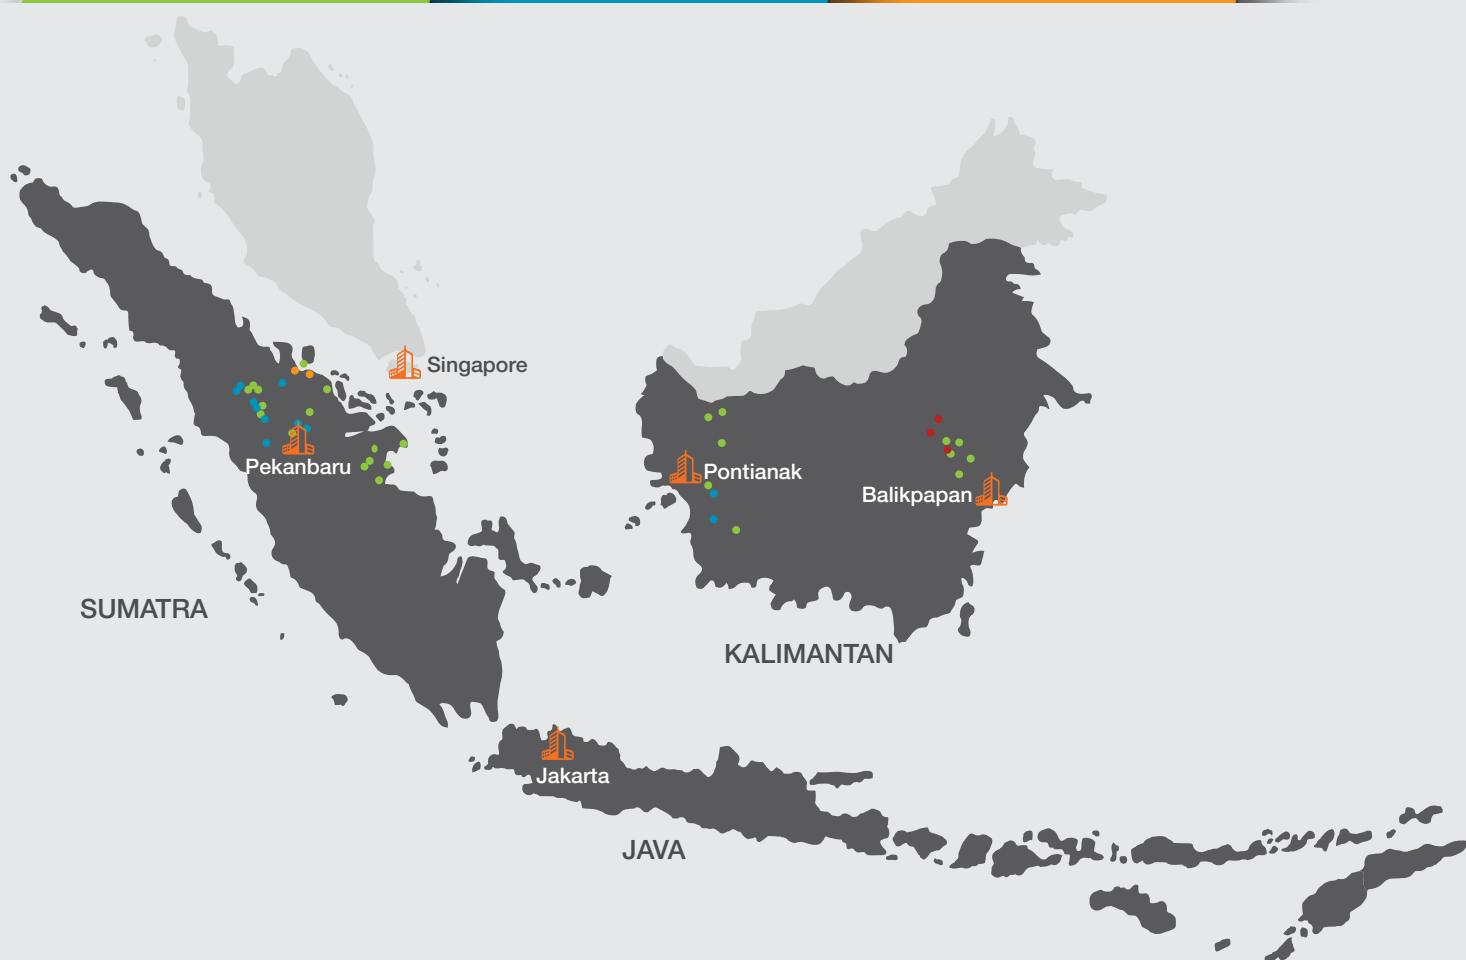 Singapore
Pekanbaru
Pontianak
Balikpapan
SUMATRA
KALIMANTAN
Jakarta
JAVA